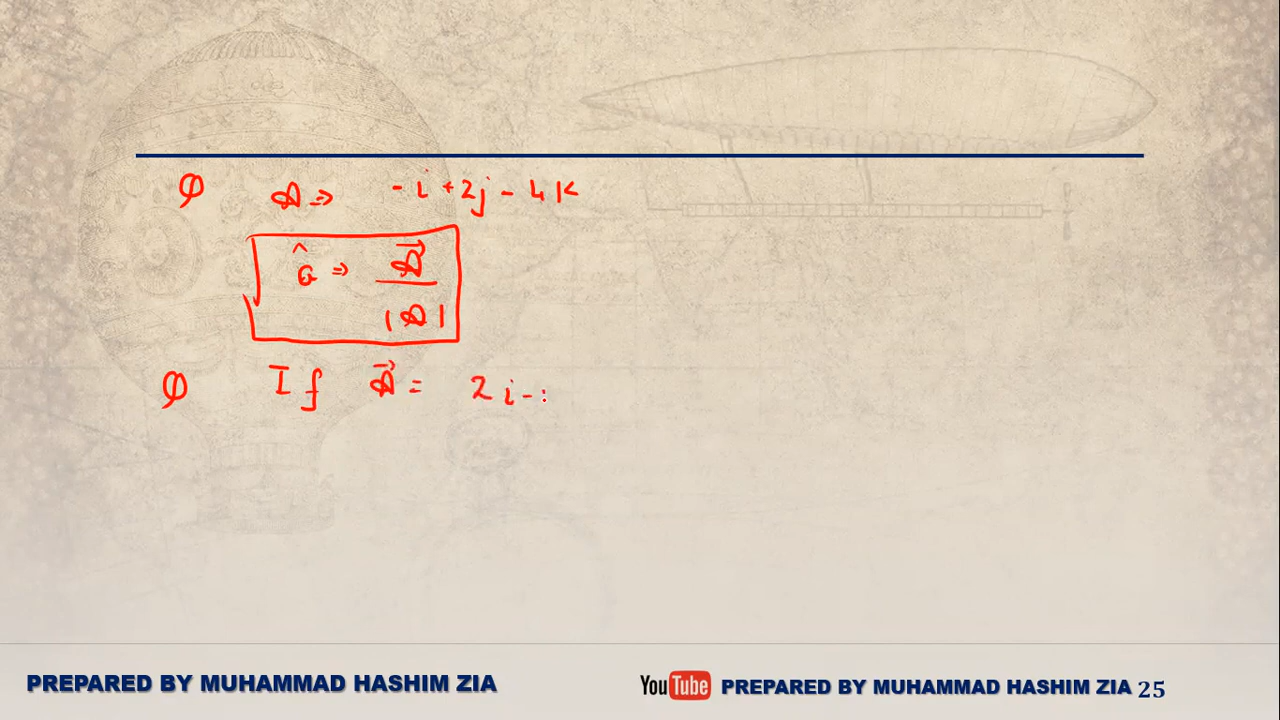 Q A ⇒ -i + 2j - 4K
â ⇒ A⃗
|A|
Q If A⃗ = 2i -
PREPARED BY MUHAMMAD HASHIM ZIA
YouTube PREPARED BY MUHAMMAD HASHIM ZIA 25